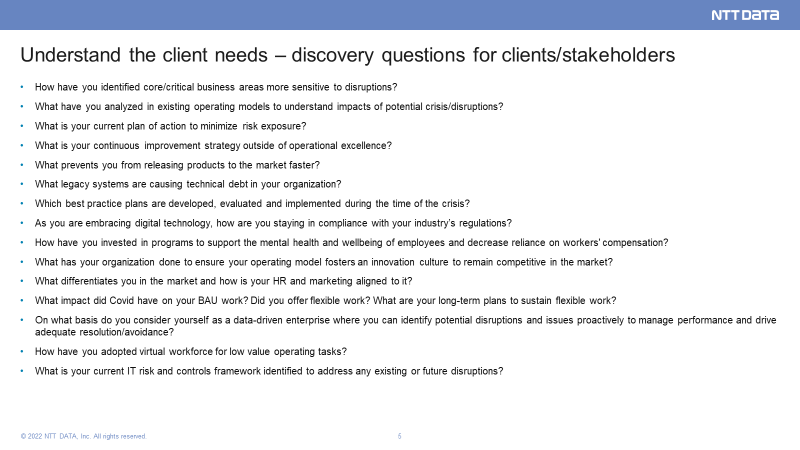 NTT DATA
Understand the client needs – discovery questions for clients/stakeholders
• How have you identified core/critical business areas more sensitive to disruptions?
• What have you analyzed in existing operating models to understand impacts of potential crisis/disruptions?
• What is your current plan of action to minimize risk exposure?
• What is your continuous improvement strategy outside of operational excellence?
• What prevents you from releasing products to the market faster?
• What legacy systems are causing technical debt in your organization?
• Which best practice plans are developed, evaluated and implemented during the time of the crisis?
• As you are embracing digital technology, how are you staying in compliance with your industry's regulations?
• How have you invested in programs to support the mental health and wellbeing of employees and decrease reliance on workers' compensation?
• What has your organization done to ensure your operating model fosters an innovation culture to remain competitive in the market?
• What differentiates you in the market and how is your HR and marketing aligned to it?
• What impact did Covid have on your BAU work? Did you offer flexible work? What are your long-term plans to sustain flexible work?
• On what basis do you consider yourself as a data-driven enterprise where you can identify potential disruptions and issues proactively to manage performance and drive
adequate resolution/avoidance?
• How have you adopted virtual workforce for low value operating tasks?
• What is your current IT risk and controls framework identified to address any existing or future disruptions?
© 2022 NTT DATA, Inc. All rights reserved
5